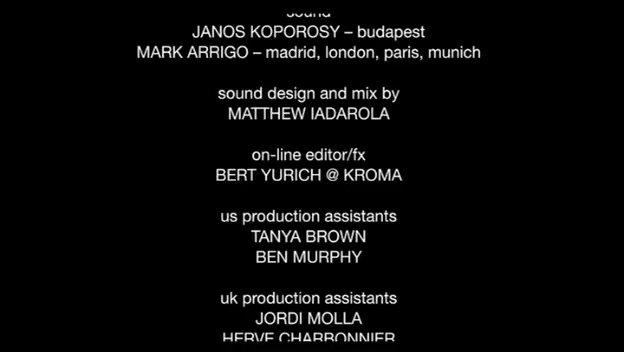 sound
JANOS KOPOROSY – budapest
MARK ARRIGO – madrid, london, paris, munich
sound design and mix by
MATTHEW IADAROLA
on-line editor/fx
BERT YURICH @ KROMA
us production assistants
TANYA BROWN
BEN MURPHY
uk production assistants
JORDI MOLLA
HERVE CHARBONNIER